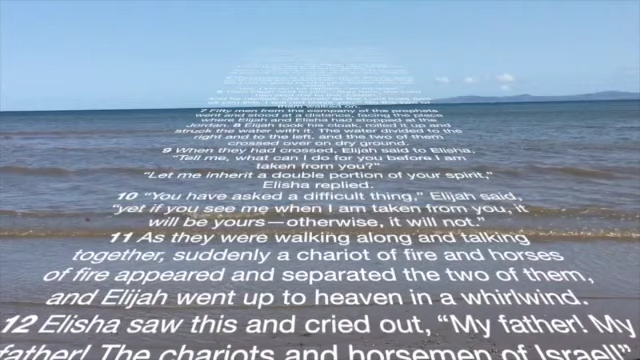 7 Fifty men from the company of the prophets
went and stood at a distance, facing the place
where Elijah and Elisha had stopped at the
Jordan. 8 Elijah took his cloak, rolled it up and
struck the water with it. The water divided to the
right and to the left, and the two of them
crossed over on dry ground.
9 When they had crossed, Elijah said to Elisha,
“Tell me, what can I do for you before I am
taken from you?”
“Let me inherit a double portion of your spirit,”
Elisha replied.
10 “You have asked a difficult thing,” Elijah said,
“yet if you see me when I am taken from you, it
will be yours—otherwise, it will not.”
11 As they were walking along and talking
together, suddenly a chariot of fire and horses
of fire appeared and separated the two of them,
and Elijah went up to heaven in a whirlwind.
12 Elisha saw this and cried out, “My father! My
father! The chariots and horsemen of Israel!”